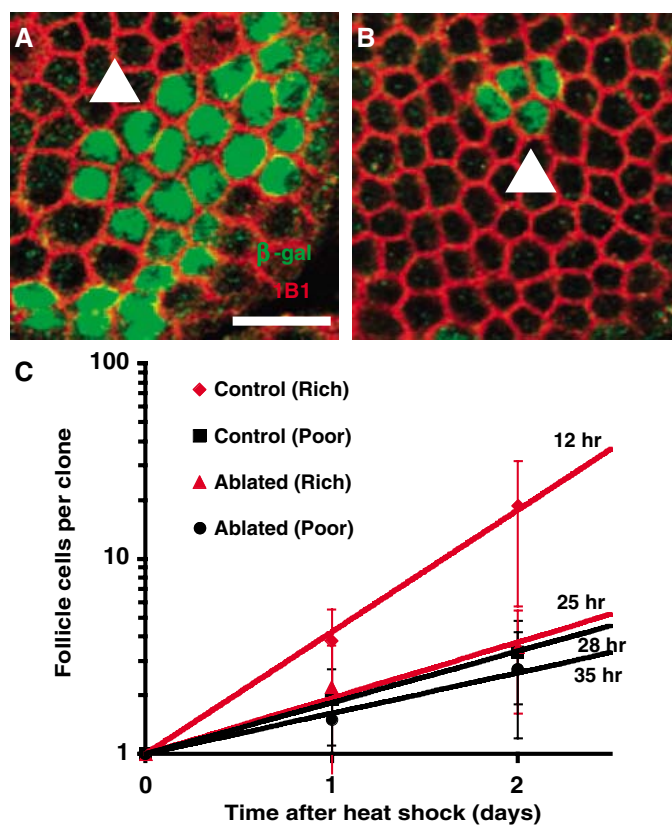 A
B
β-gal
1B1
C
100
10
1
Follicle cells per clone
Control (Rich)
Control (Poor)
Ablated (Rich)
Ablated (Poor)
12 hr
25 hr
28 hr
35 hr
0
1
2
Time after heat shock (days)